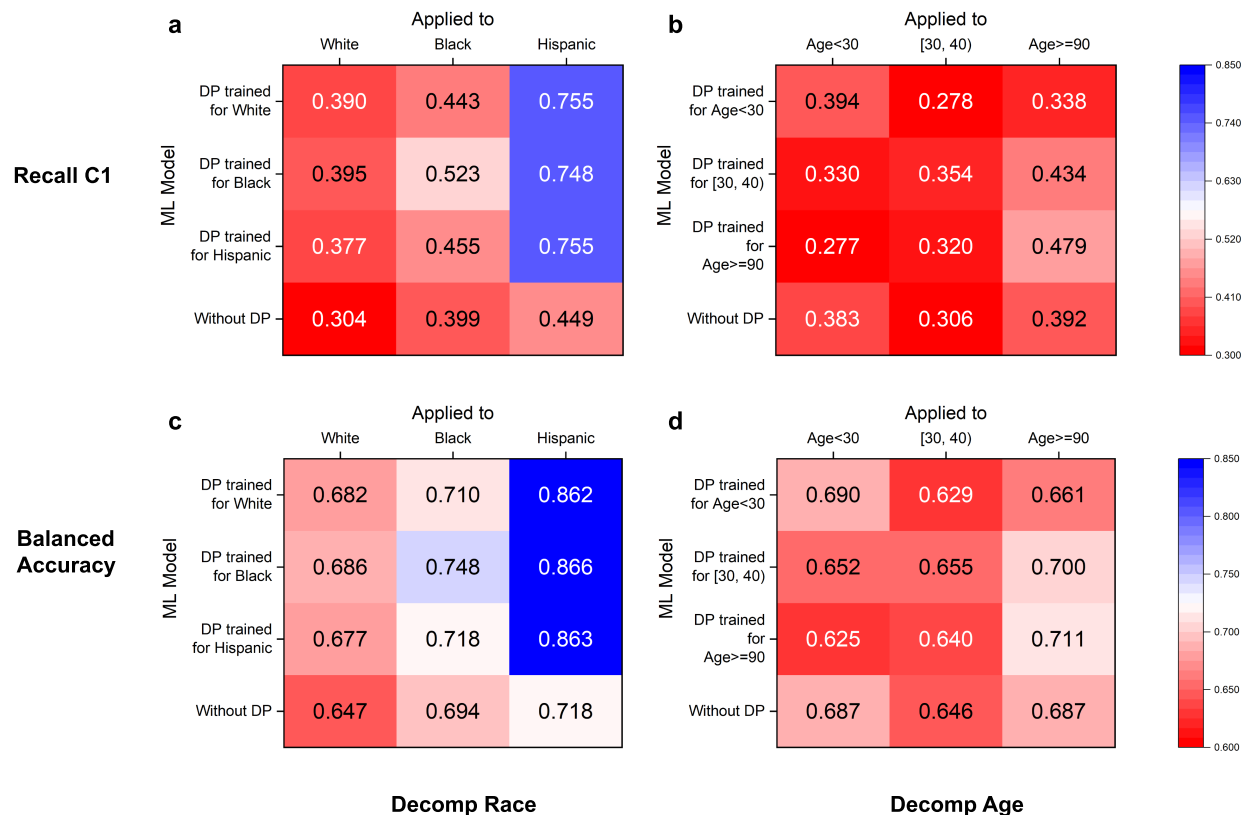 a
Applied to
White Black Hispanic
Recall C1
ML Model
DP trained
for White
0.390 0.443 0.755
DP trained
for Black
0.395 0.523 0.748
DP trained
for Hispanic
0.377 0.455 0.755
Without DP
0.304 0.399 0.449
b
Applied to
Age<30 [30, 40) Age>=90
ML Model
DP trained
for Age<30
0.394 0.278 0.338
DP trained
for [30, 40)
0.330 0.354 0.434
DP trained
for
Age>=90
0.277 0.320 0.479
Without DP
0.383 0.306 0.392
0.850
0.740
0.630
0.520
0.410
0.300
c
Applied to
White Black Hispanic
Balanced
Accuracy
ML Model
DP trained
for White
0.682 0.710 0.862
DP trained
for Black
0.686 0.748 0.866
DP trained
for Hispanic
0.677 0.718 0.863
Without DP
0.647 0.694 0.718
d
Applied to
Age<30 [30, 40) Age>=90
ML Model
DP trained
for Age<30
0.690 0.629 0.661
DP trained
for [30, 40)
0.652 0.655 0.700
DP trained
for
Age>=90
0.625 0.640 0.711
Without DP
0.687 0.646 0.687
0.850
0.800
0.750
0.700
0.650
0.600
Decomp Race
Decomp Age